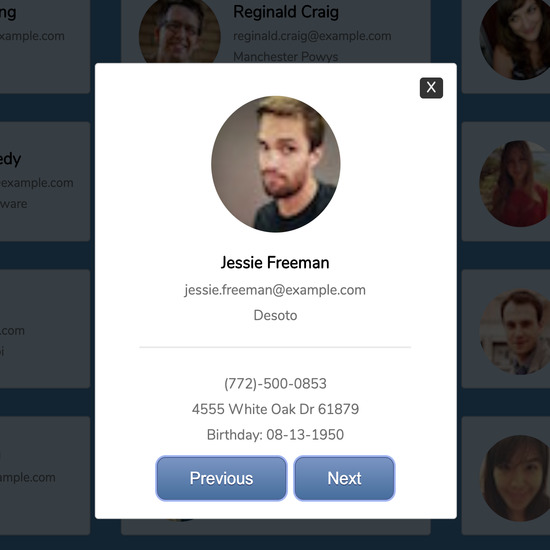 ng
Reginald Craig
example.com
reginald.craig@example.com
Manchester Powys
X
edy
example.com
ware
Jessie Freeman
jessie.freeman@example.com
Desoto
.com
(772)-500-0853
4555 White Oak Dr 61879
Birthday: 08-13-1950
ample.com
Previous
Next